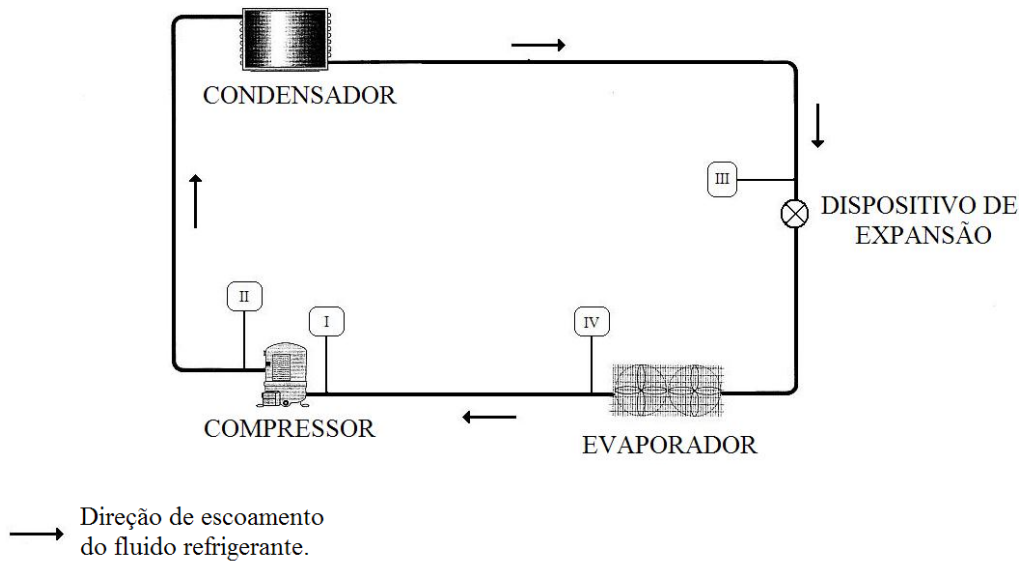 CONDENSADOR
III
DISPOSITIVO DE
EXPANSÃO
II
I
IV
COMPRESSOR
EVAPORADOR
Direção de escoamento
do fluido refrigerante.